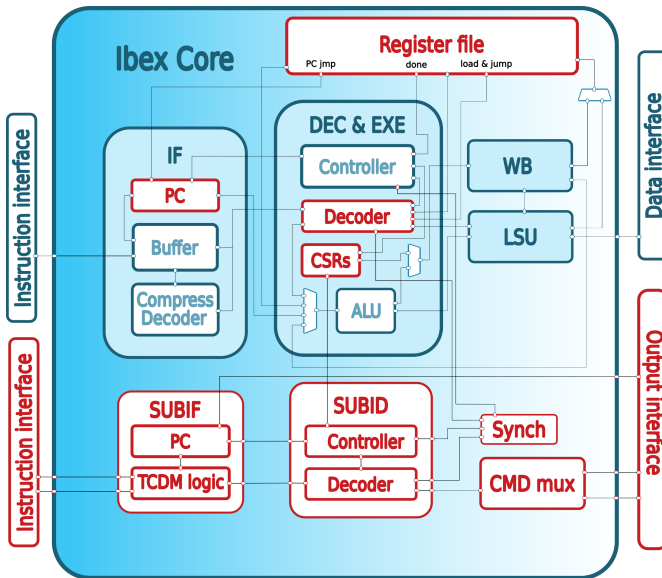 Ibex Core
Register file
PC jmp
done
load & jump
DEC & EXE
IF
Controller
WB
PC
Decoder
LSU
Buffer
CSRs
Compress
Decoder
ALU
Instruction interface
Data interface
Instruction interface
Output interface
SUBIF
SUBID
PC
Controller
Synch
TCDM logic
Decoder
CMD mux